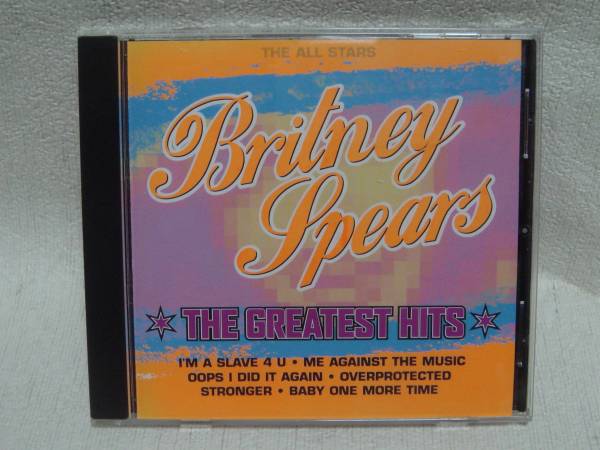 THE ALL STARS
Britney
Spears
THE GREATEST HITS
I'M A SLAVE 4 U • ME AGAINST THE MUSIC
OOPS I DID IT AGAIN • OVERPROTECTED
STRONGER • BABY ONE MORE TIME